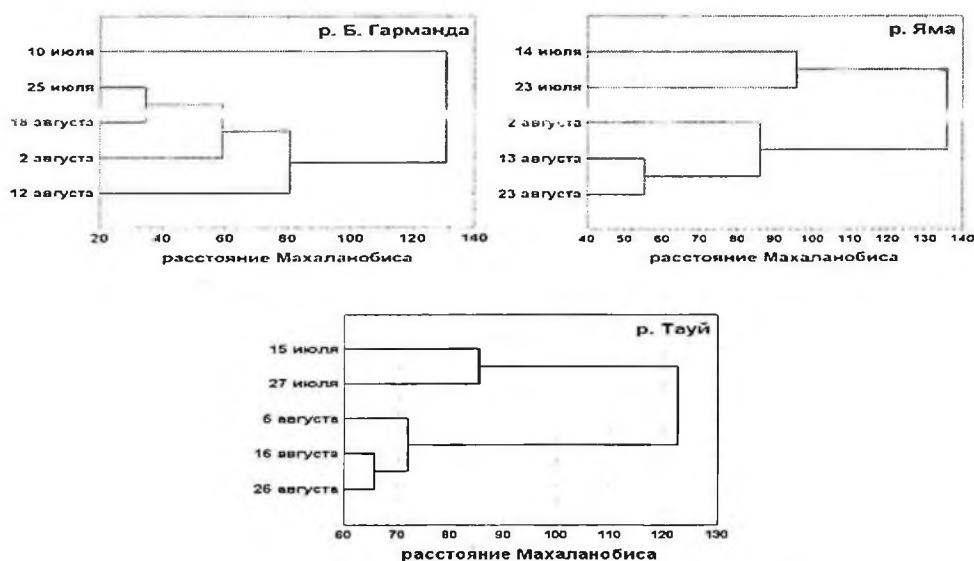 р. Б. Гарманда
10 июля
25 июля
18 августа
2 августа
12 августа
20 40 60 80 100 120 140
расстояние Махаланобиса
р. Яма
14 июля
23 июля
2 августа
13 августа
23 августа
40 50 60 70 80 90 100 110 120 130 140
расстояние Махаланобиса
р. Тауй
15 июля
27 июля
6 августа
16 августа
26 августа
60 70 80 90 100 110 120 130
расстояние Махаланобиса